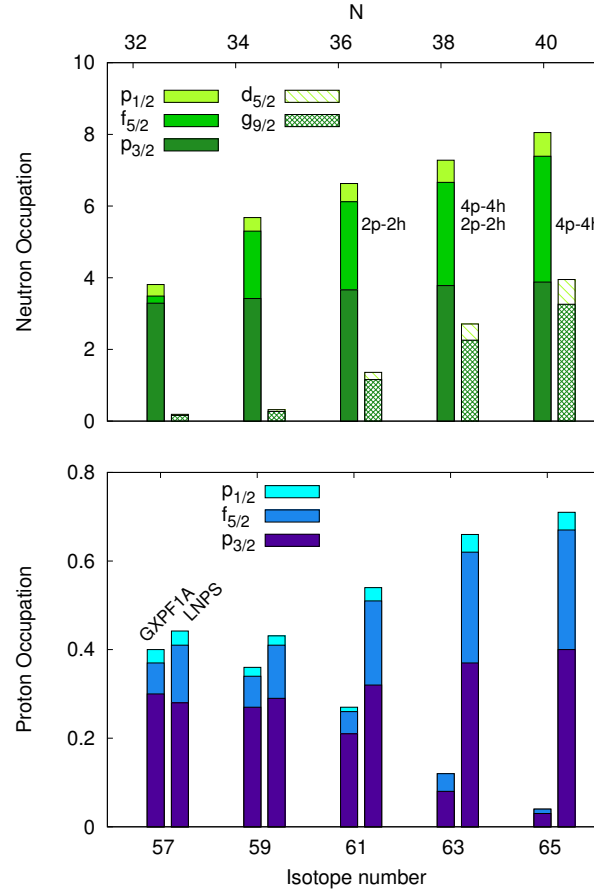 N
32 34 36 38 40
10
8
6
4
2
0
Neutron Occupation
p1/2
f5/2
p3/2
d5/2
g9/2
2p-2h
4p-4h
2p-2h
4p-4h
0.8
0.6
0.4
0.2
0
Proton Occupation
p1/2
f5/2
p3/2
GXPF1A
LNPS
57 59 61 63 65
Isotope number